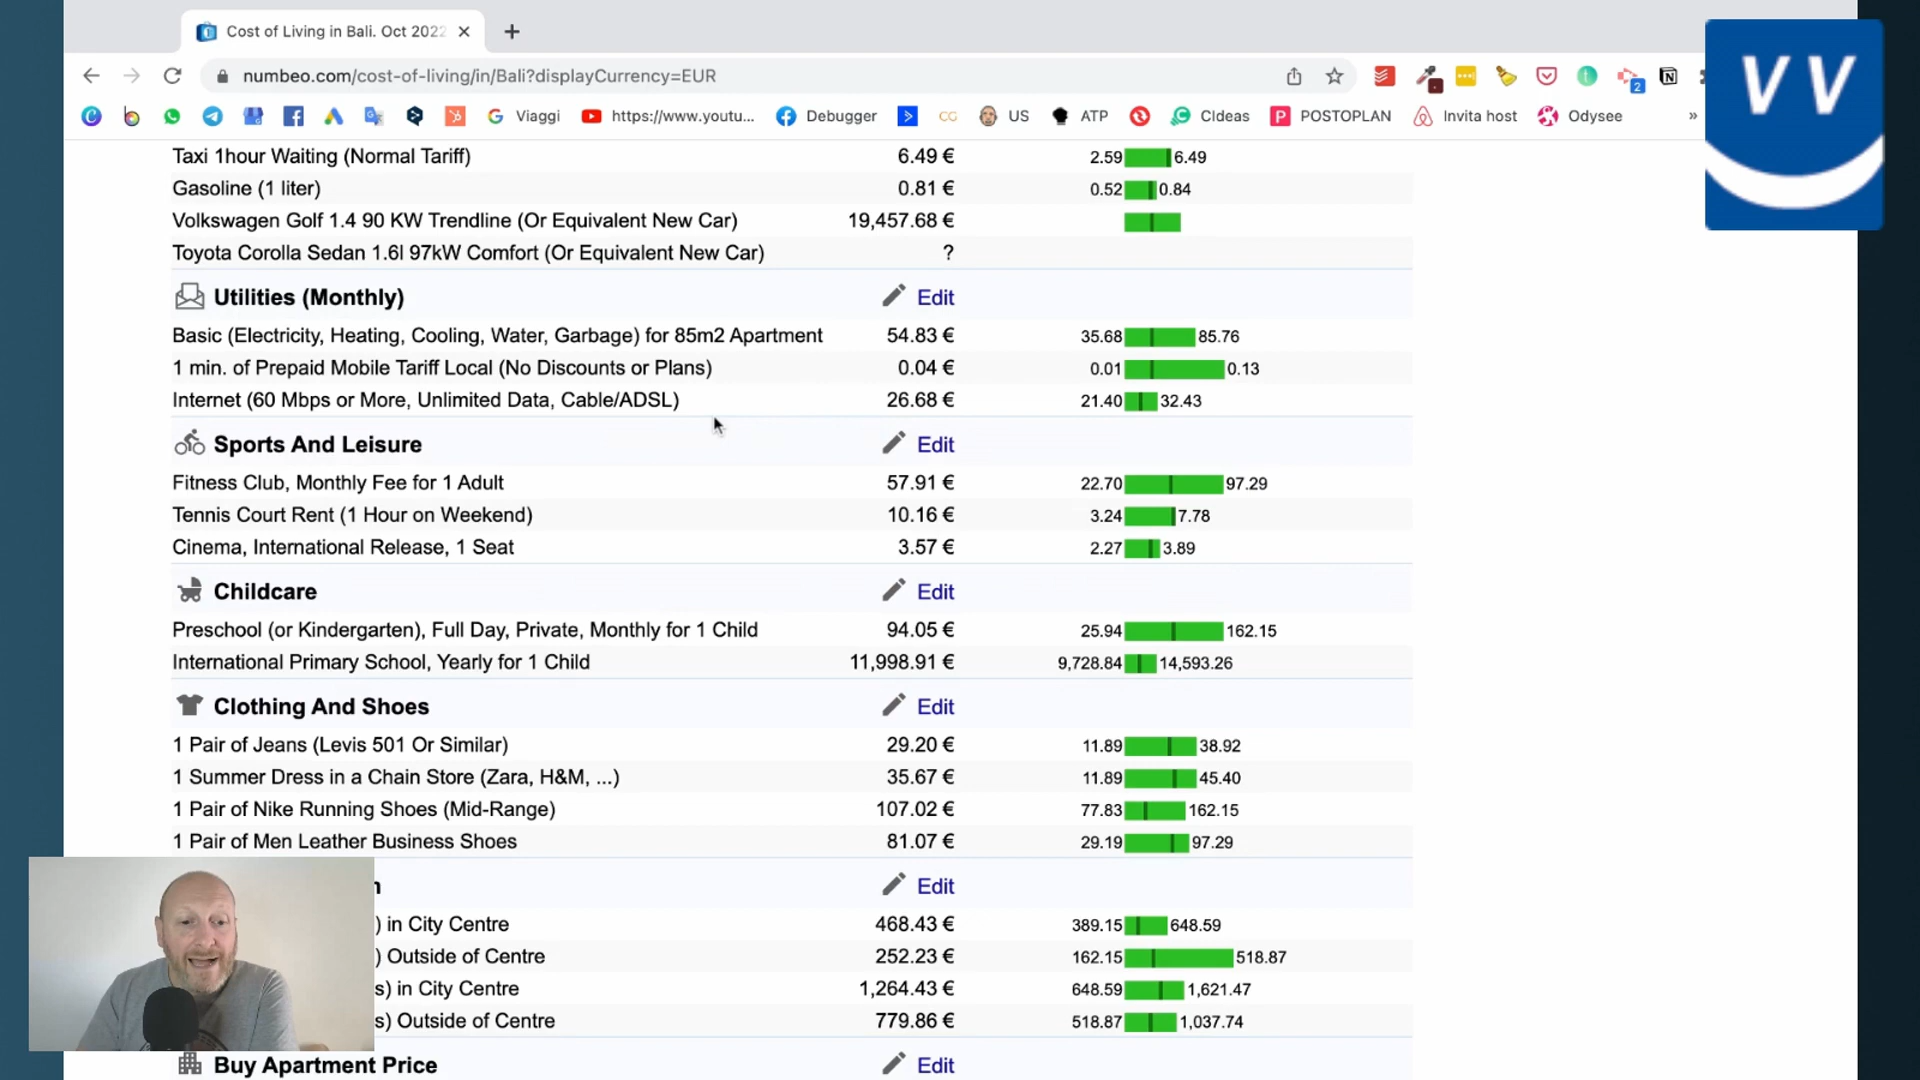 Cost of Living in Bali. Oct 2022
numbeo.com/cost-of-living/in/Bali?displayCurrency=EUR
2
Viaggi https://www.youtu... Debugger CG US ATP CIdeas POSTOPLAN Invita host Odysee »
VV
Taxi 1hour Waiting (Normal Tariff) 6.49 € 2.59 6.49
Gasoline (1 liter) 0.81 € 0.52 0.84
Volkswagen Golf 1.4 90 KW Trendline (Or Equivalent New Car) 19,457.68 €
Toyota Corolla Sedan 1.6l 97kW Comfort (Or Equivalent New Car) ?
Utilities (Monthly) Edit
Basic (Electricity, Heating, Cooling, Water, Garbage) for 85m2 Apartment 54.83 € 35.68 85.76
1 min. of Prepaid Mobile Tariff Local (No Discounts or Plans) 0.04 € 0.01 0.13
Internet (60 Mbps or More, Unlimited Data, Cable/ADSL) 26.68 € 21.40 32.43
Sports And Leisure Edit
Fitness Club, Monthly Fee for 1 Adult 57.91 € 22.70 97.29
Tennis Court Rent (1 Hour on Weekend) 10.16 € 3.24 7.78
Cinema, International Release, 1 Seat 3.57 € 2.27 3.89
Childcare Edit
Preschool (or Kindergarten), Full Day, Private, Monthly for 1 Child 94.05 € 25.94 162.15
International Primary School, Yearly for 1 Child 11,998.91 € 9,728.84 14,593.26
Clothing And Shoes Edit
1 Pair of Jeans (Levis 501 Or Similar) 29.20 € 11.89 38.92
1 Summer Dress in a Chain Store (Zara, H&M, ...) 35.67 € 11.89 45.40
1 Pair of Nike Running Shoes (Mid-Range) 107.02 € 77.83 162.15
1 Pair of Men Leather Business Shoes 81.07 € 29.19 97.29
Edit
) in City Centre 468.43 € 389.15 648.59
) Outside of Centre 252.23 € 162.15 518.87
s) in City Centre 1,264.43 € 648.59 1,621.47
s) Outside of Centre 779.86 € 518.87 1,037.74
Buy Apartment Price Edit